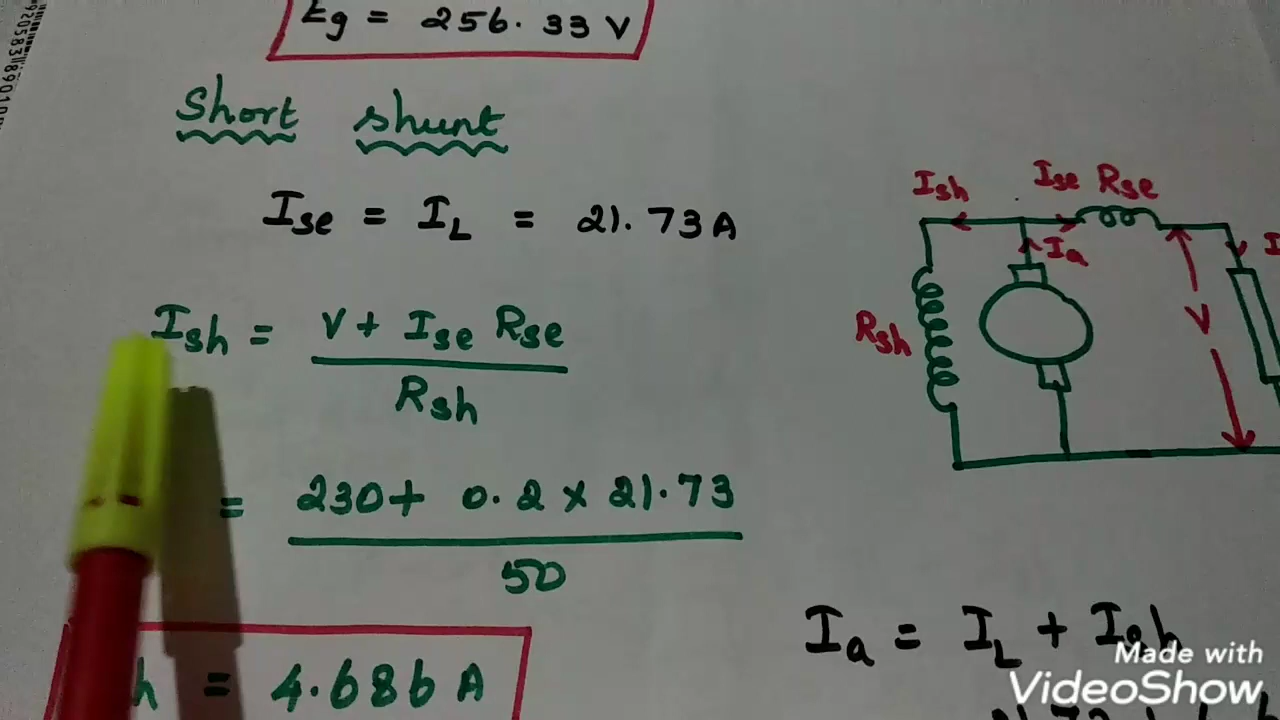 Eg = 256.33 V
Short shunt
Ise = IL = 21.73 A
Ish = V + Ise Rse
Rsh
= 230 + 0.2 x 21.73
50
= 4.686 A
Ish Ise Rse
Ia
Rsh
V
Ia = IL + Ish
Made with
VideoShow